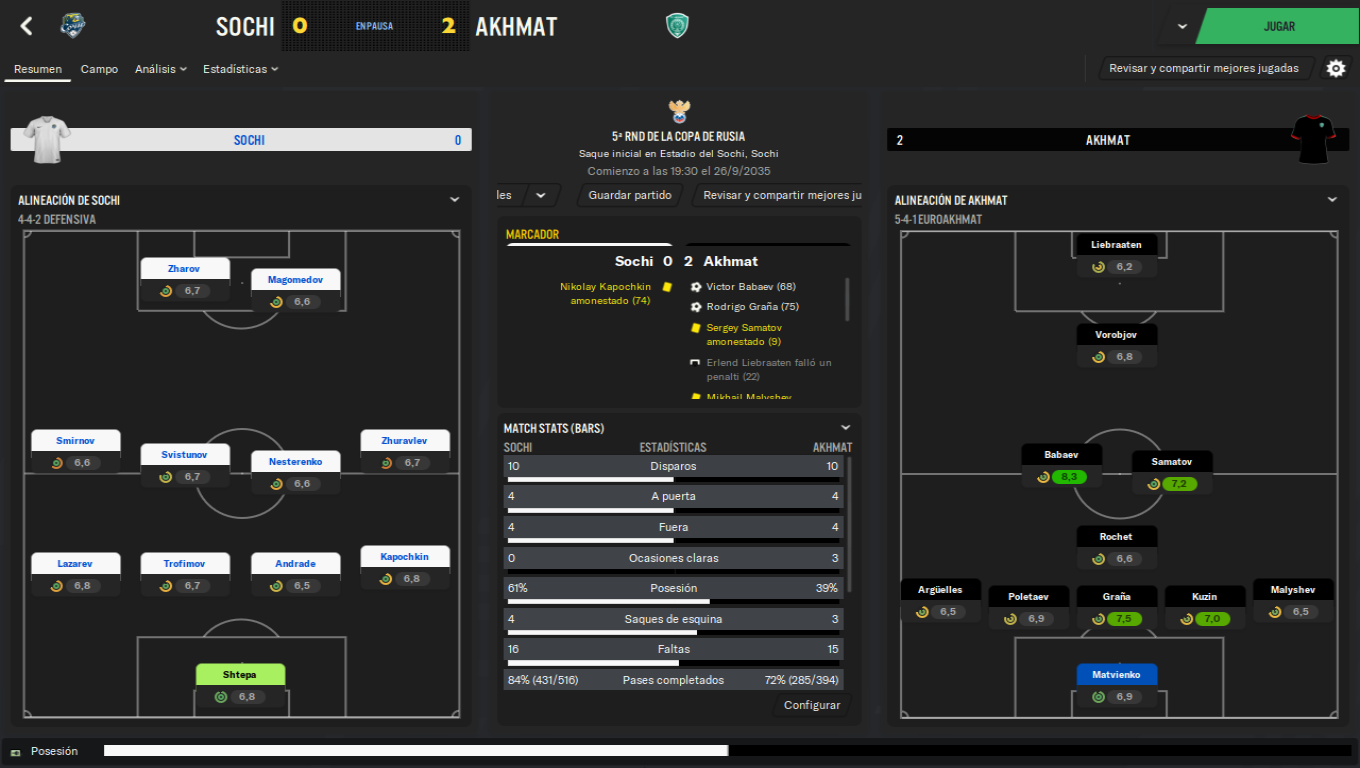 SOCHI 0 EN PAUSA 2 AKHMAT
JUGAR
Resumen Campo Análisis Estadísticas
Revisar y compartir mejores jugadas
SOCHI 0
5ª RND DE LA COPA DE RUSIA
Saque inicial en Estadio del Sochi, Sochi
Comienzo a las 19:30 el 26/9/2035
2 AKHMAT
les Guardar partido Revisar y compartir mejores ju
ALINEACIÓN DE SOCHI
4-4-2 DEFENSIVA
Zharov
6,7
Magomedov
6,6
Smirnov
6,6
Svistunov
6,7
Nesterenko
6,6
Zhuravlev
6,7
Lazarev
6,8
Trofimov
6,7
Andrade
6,5
Kapochkin
6,8
Shtepa
6,8
MARCADOR
Sochi 0 2 Akhmat
Nikolay Kapochkin
amonestado (74)
Victor Babaev (68)
Rodrigo Graña (75)
Sergey Samatov
amonestado (9)
Erlend Liebraaten falló un
penalti (22)
Mikhail Malyshev
MATCH STATS (BARS)
SOCHI ESTADÍSTICAS AKHMAT
10 Disparos 10
4 A puerta 4
4 Fuera 4
0 Ocasiones claras 3
61% Posesión 39%
4 Saques de esquina 3
16 Faltas 15
84% (431/516) Pases completados 72% (285/394)
Configurar
ALINEACIÓN DE AKHMAT
5-4-1 EUROAKHMAT
Liebraaten
6,2
Vorobjov
6,8
Babaev
8,3
Samatov
7,2
Rochet
6,6
Argüelles
6,5
Poletaev
6,9
Graña
7,5
Kuzin
7,0
Malyshev
6,5
Matvienko
6,9
Posesión